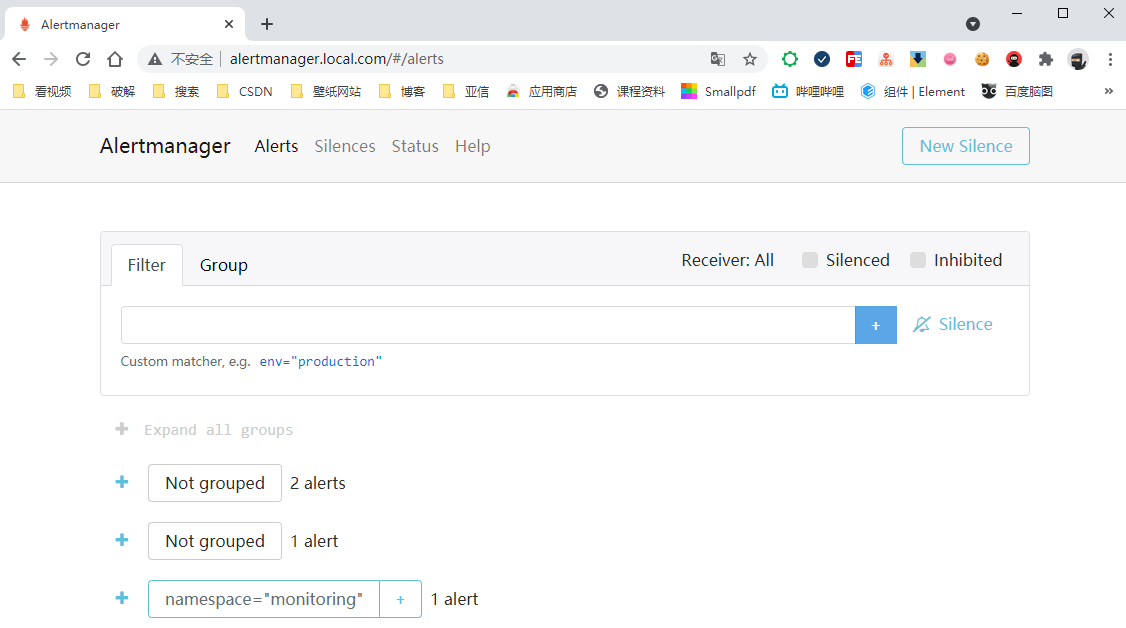 Alertmanager
不安全 alertmanager.local.com/#/alerts
看视频 破解 搜索 CSDN 壁纸网站 博客 亚信 应用商店 课程资料 Smallpdf 哔哩哔哩 组件 | Element 百度脑图 »
Alertmanager Alerts Silences Status Help New Silence
Filter Group Receiver: All Silenced Inhibited
+ Silence
Custom matcher, e.g. env="production"
+ Expand all groups
+ Not grouped 2 alerts
+ Not grouped 1 alert
+ namespace="monitoring" + 1 alert